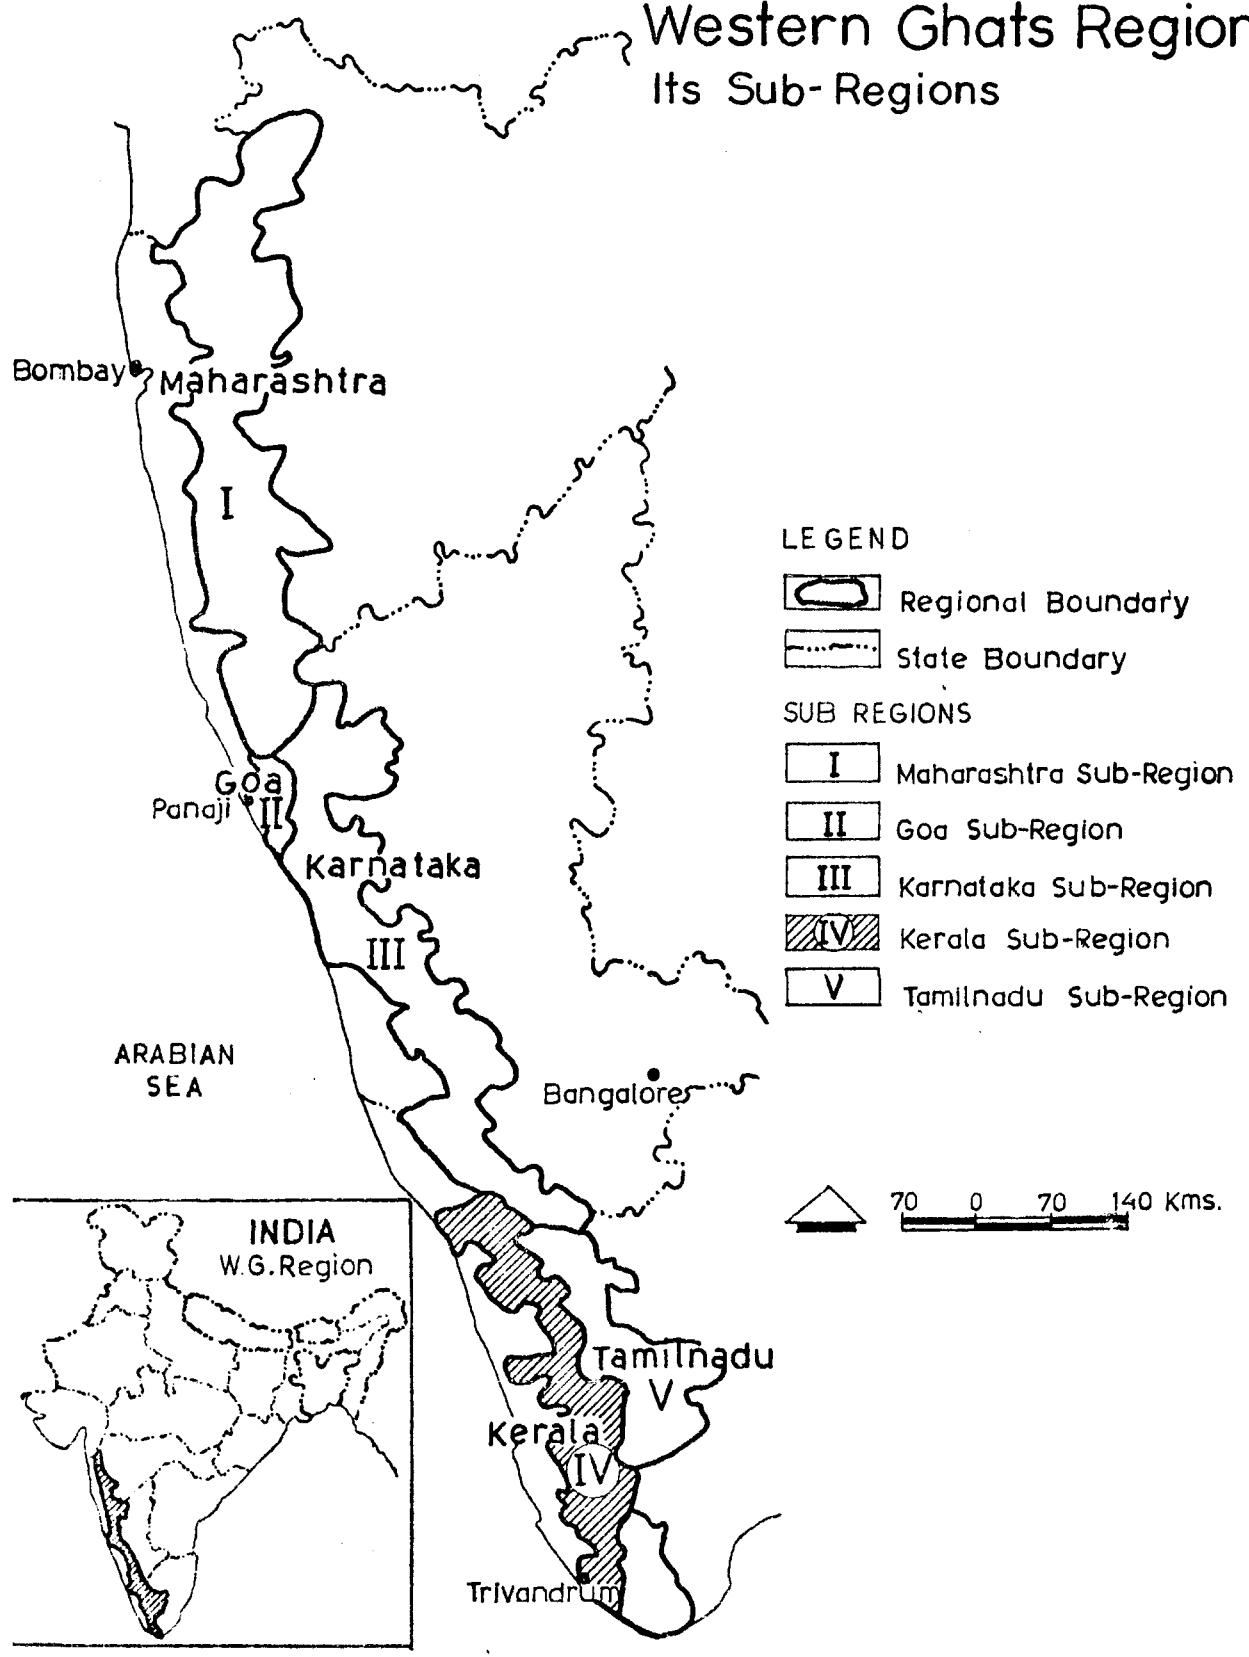 Western Ghats Region
Its Sub-Regions
Bombay
Maharashtra
I
Goa
Panaji
II
Karnataka
III
ARABIAN
SEA
Bangalore
Tamilnadu
V
Kerala
IV
Trivandrum
LEGEND
Regional Boundary
State Boundary
SUB REGIONS
I Maharashtra Sub-Region
II Goa Sub-Region
III Karnataka Sub-Region
IV Kerala Sub-Region
V Tamilnadu Sub-Region
70 0 70 140 Kms.
INDIA
W.G. Region